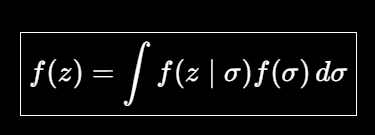 f(z) = ∫ f(z | σ)f(σ) dσ